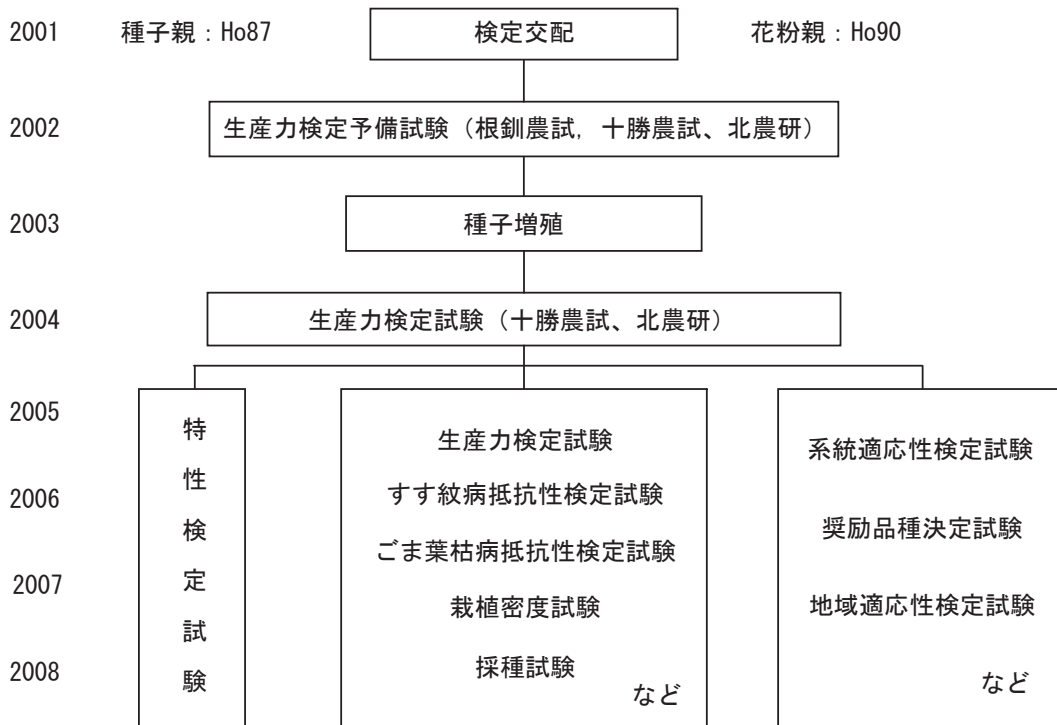 2001 種子親：Ho87 検定交配 花粉親：Ho90
2002 生産力検定予備試験（根釧農試，十勝農試、北農研）
2003 種子増殖
2004 生産力検定試験（十勝農試、北農研）
2005
2006
2007
2008
特性検定試験
生産力検定試験
すす紋病抵抗性検定試験
ごま葉枯病抵抗性検定試験
栽植密度試験
採種試験
など
系統適応性検定試験
奨励品種決定試験
地域適応性検定試験
など